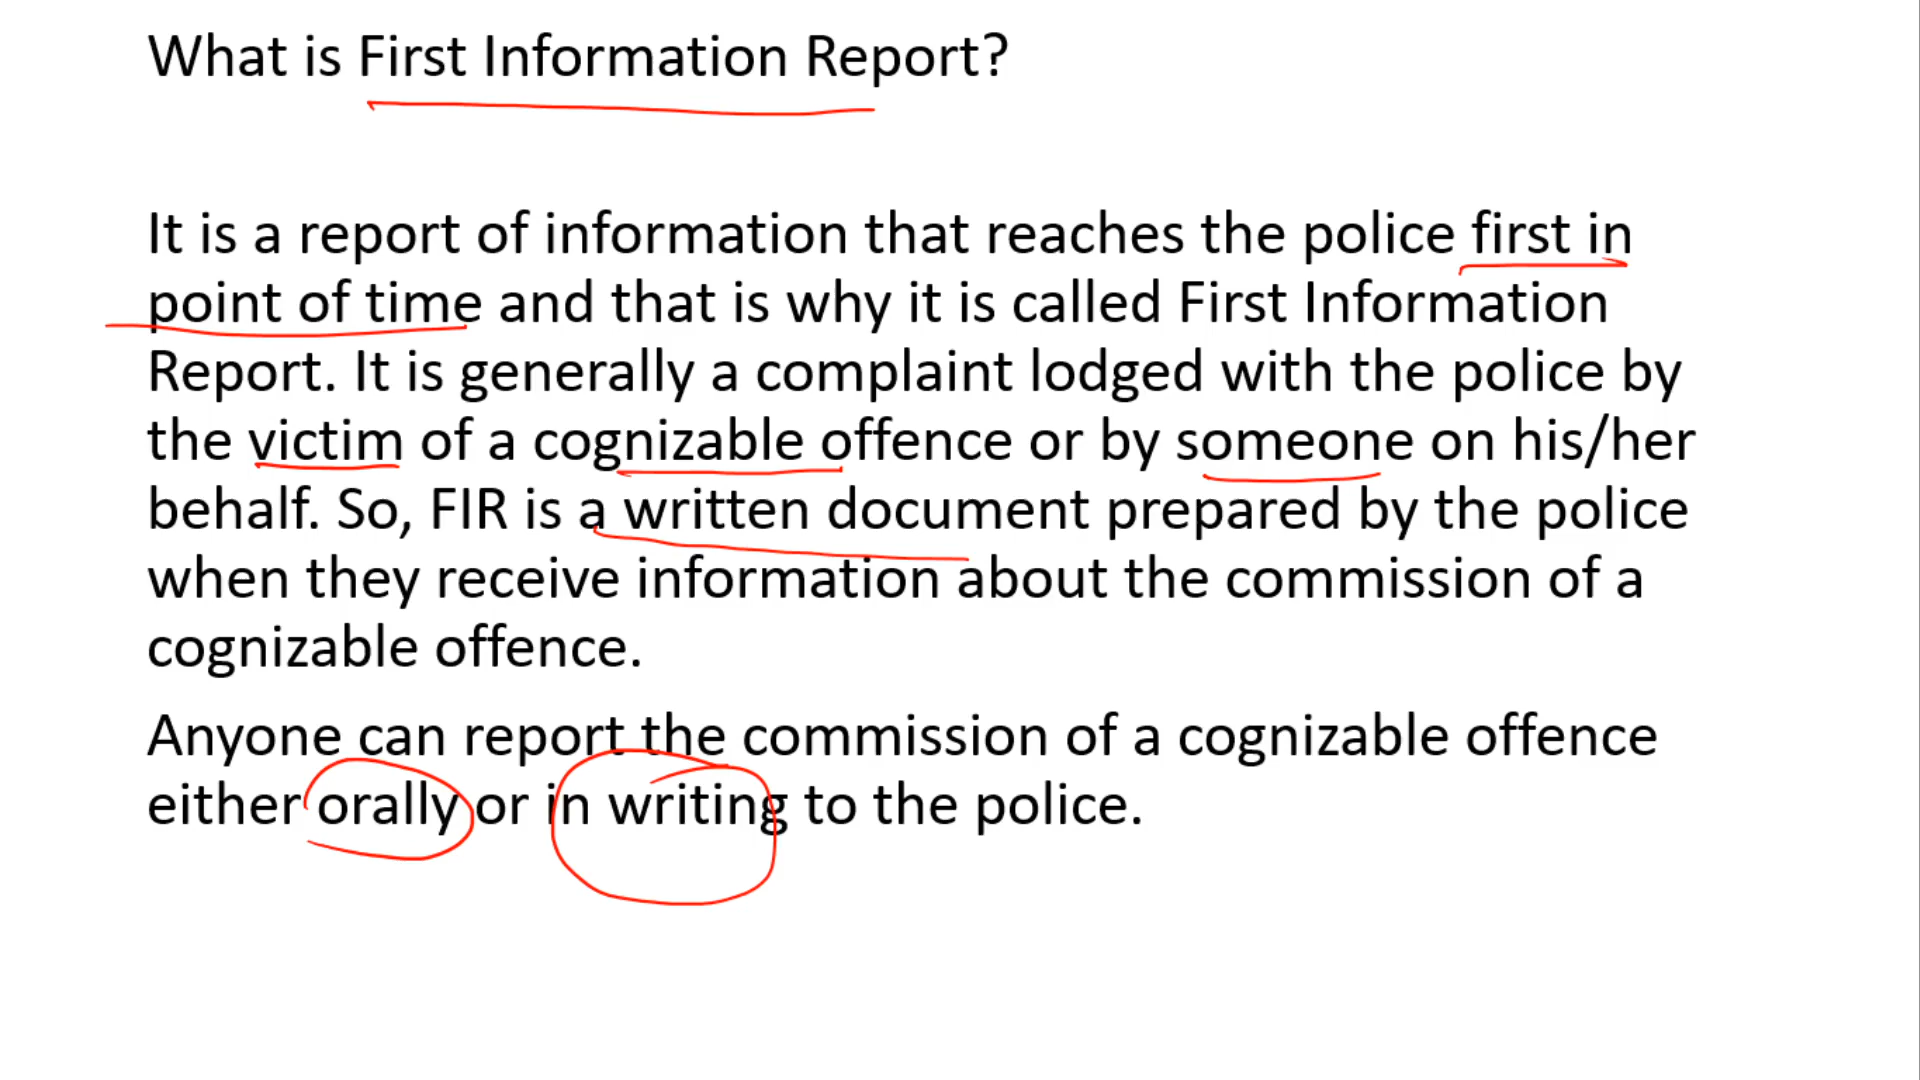 What is First Information Report?
It is a report of information that reaches the police first in
point of time and that is why it is called First Information
Report. It is generally a complaint lodged with the police by
the victim of a cognizable offence or by someone on his/her
behalf. So, FIR is a written document prepared by the police
when they receive information about the commission of a
cognizable offence.
Anyone can report the commission of a cognizable offence
either orally or in writing to the police.